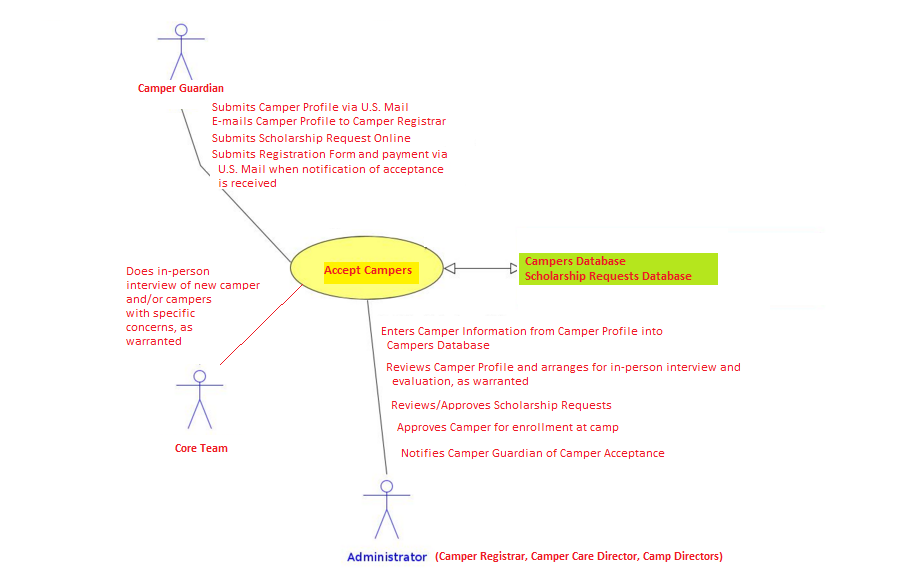 Camper Guardian
Submits Camper Profile via U.S. Mail
E-mails Camper Profile to Camper Registrar
Submits Scholarship Request Online
Submits Registration Form and payment via
U.S. Mail when notification of acceptance
is received
Accept Campers
Campers Database
Scholarship Requests Database
Does in-person
interview of new camper
and/or campers
with specific
concerns, as
warranted
Core Team
Enters Camper Information from Camper Profile into
Campers Database
Reviews Camper Profile and arranges for in-person interview and
evaluation, as warranted
Reviews/Approves Scholarship Requests
Approves Camper for enrollment at camp
Notifies Camper Guardian of Camper Acceptance
Administrator (Camper Registrar, Camper Care Director, Camp Directors)